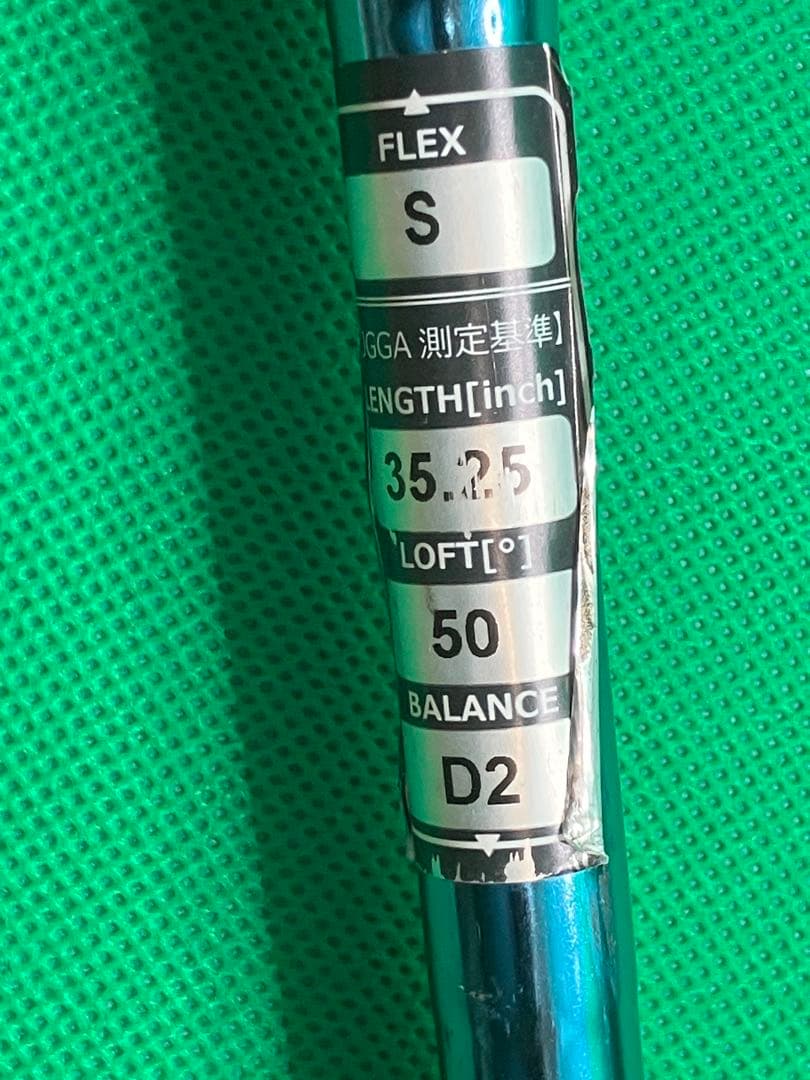 FLEX
S
JGGA 測定基準】
LENGTH[inch]
35.25
LOFT[°]
50
BALANCE
D2